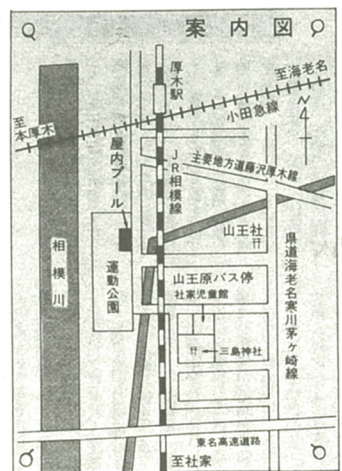 案内図
至海老名
厚木駅
小田急線
N
至
本厚木
屋内プール
JR相模線
主要地方道藤沢厚木線
山王社
相模川
運動公園
山王原バス停
社家児童館
県道海老名寒川茅ヶ崎線
三島神社
東名高速道路
至社家